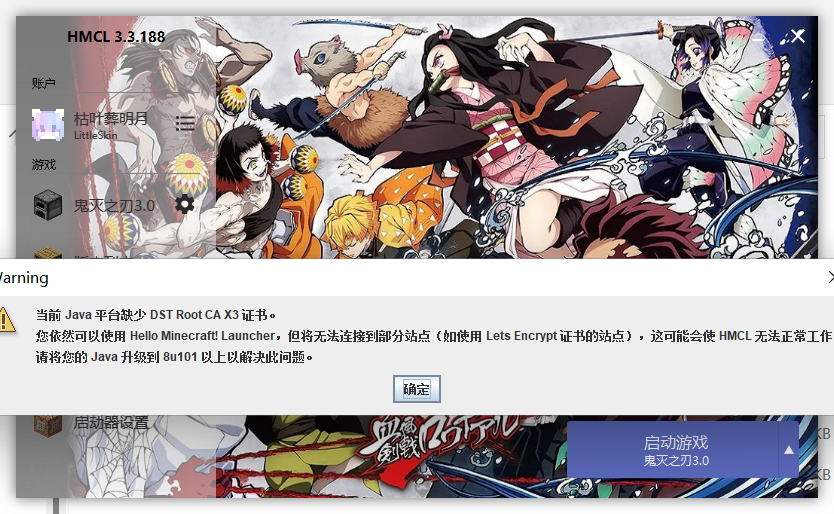 HMCL 3.3.188
账户
枯叶葬明月
LittleSkin
游戏
鬼灭之刃3.0
Warning
当前 Java 平台缺少 DST Root CA X3 证书。
您依然可以使用 Hello Minecraft! Launcher，但将无法连接到部分站点（如使用 Lets Encrypt 证书的站点），这可能会使 HMCL 无法正常工作
请将您的 Java 升级到 8u101 以上以解决此问题。
确定
启动器设置
启动游戏
鬼灭之刃3.0
KB
KB